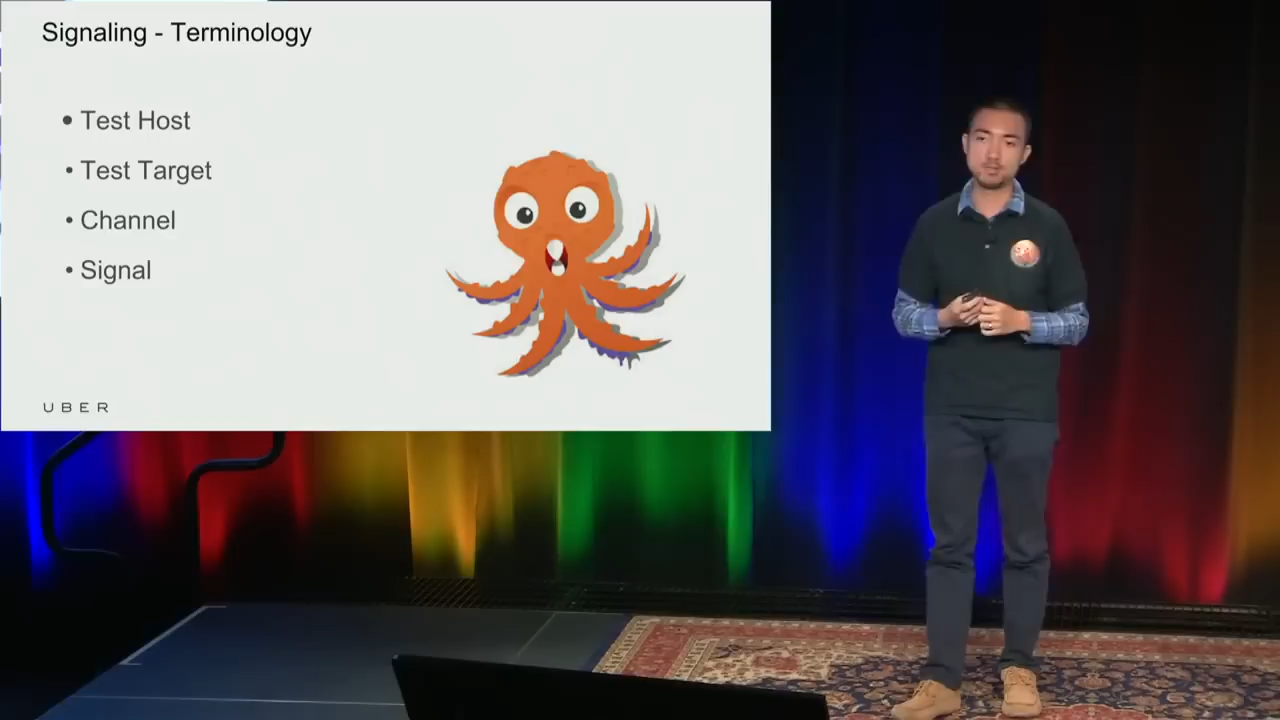 Signaling - Terminology
• Test Host
• Test Target
• Channel
• Signal
UBER